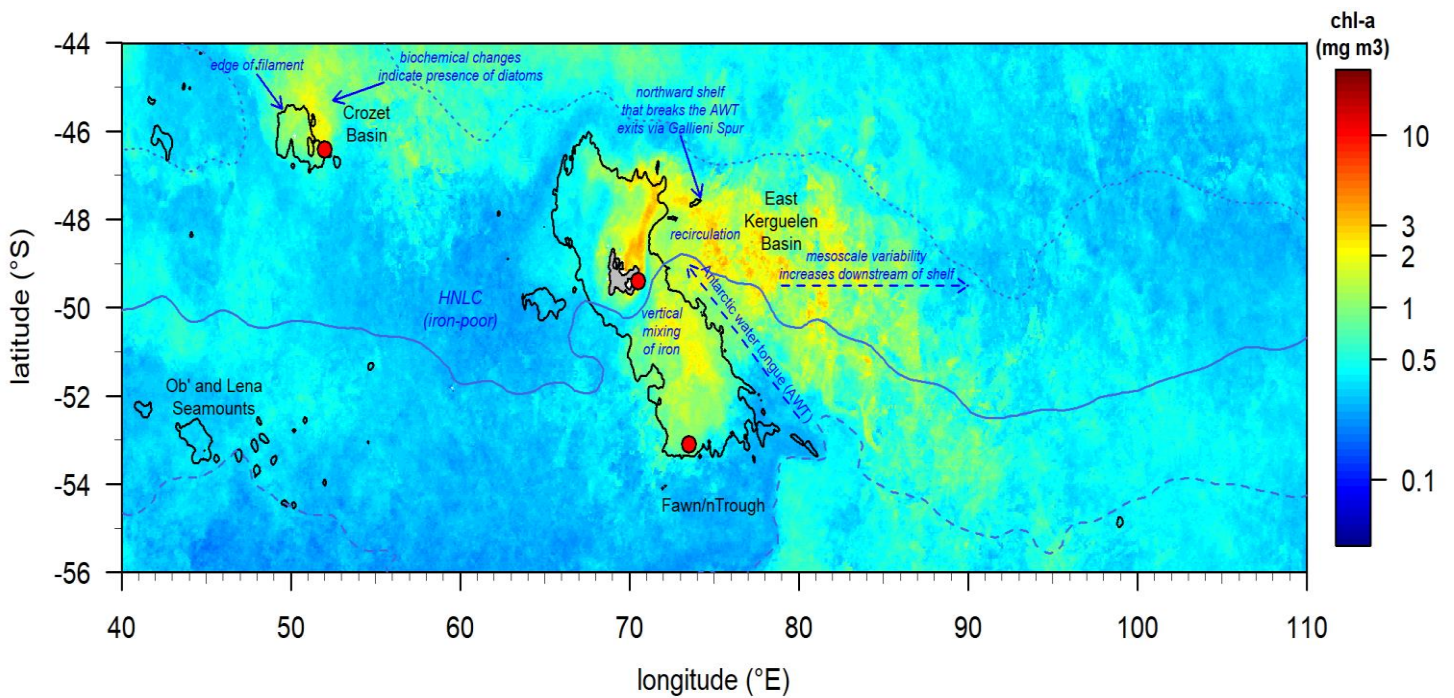 chl-a
(mg m3)
10
3
2
1
0.5
0.1
-44
-46
-48
-50
-52
-54
-56
latitude (°S)
edge of filament
biochemical changes
indicate presence of diatoms
Crozet
Basin
northward shelf
that breaks the AWT
exits via Gallieni Spur
East
Kerguelen
Basin
recirculation
mesoscale variability
increases downstream of shelf
HNLC
(iron-poor)
vertical
mixing
of iron
Antarctic water tongue (AWT)
Ob' and Lena
Seamounts
Fawn/nTrough
40
50
60
70
80
90
100
110
longitude (°E)